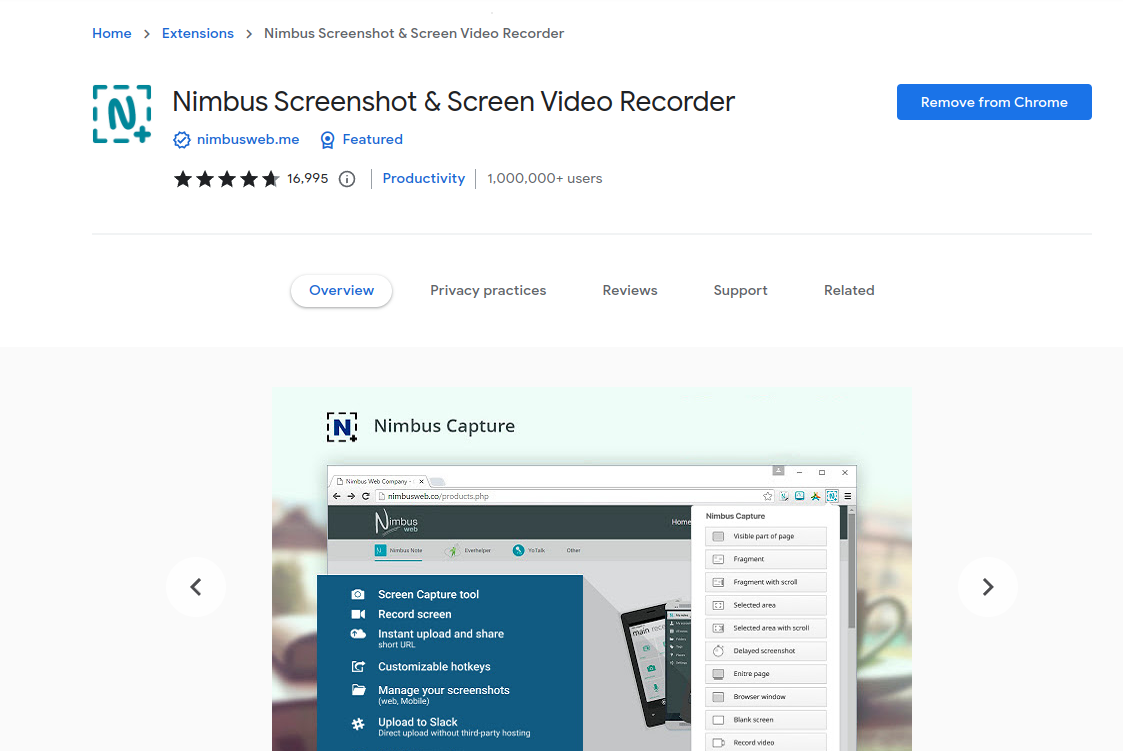 Home > Extensions > Nimbus Screenshot & Screen Video Recorder
Nimbus Screenshot & Screen Video Recorder
Remove from Chrome
nimbusweb.me Featured
16,995 Productivity 1,000,000+ users
Overview Privacy practices Reviews Support Related
N Nimbus Capture
Nimbus Web Company -
nimbusweb.co/products.php
Nimbus web
Home
Nimbus Note Everhelper YoTalk Other
Screen Capture tool
Record screen
Instant upload and share
short URL
Customizable hotkeys
Manage your screenshots
(web, Mobile)
Upload to Slack
Direct upload without third-party hosting
Nimbus Capture
Visible part of page
Fragment
Fragment with scroll
Selected area
Selected area with scroll
Delayed screenshot
Enitre page
Browser window
Blank screen
Record video